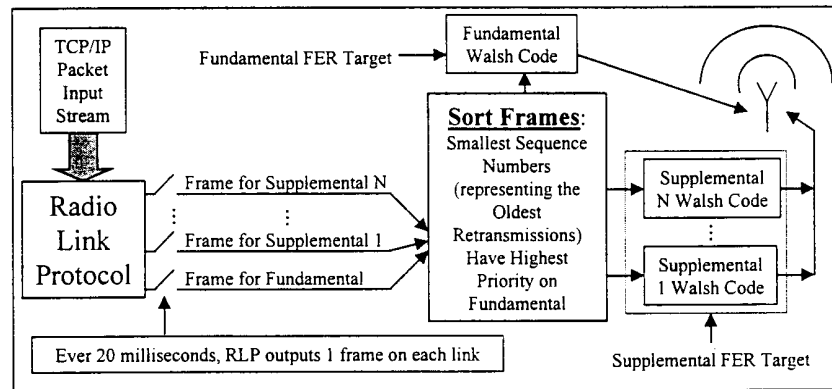 TCP/IP
Packet
Input
Stream
Fundamental FER Target
Fundamental
Walsh Code
Radio
Link
Protocol
Frame for Supplemental N
Frame for Supplemental 1
Frame for Fundamental
Sort Frames:
Smallest Sequence
Numbers
(representing the
Oldest
Retransmissions)
Have Highest
Priority on
Fundamental
Supplemental
N Walsh Code
Supplemental
1 Walsh Code
Ever 20 milliseconds, RLP outputs 1 frame on each link
Supplemental FER Target